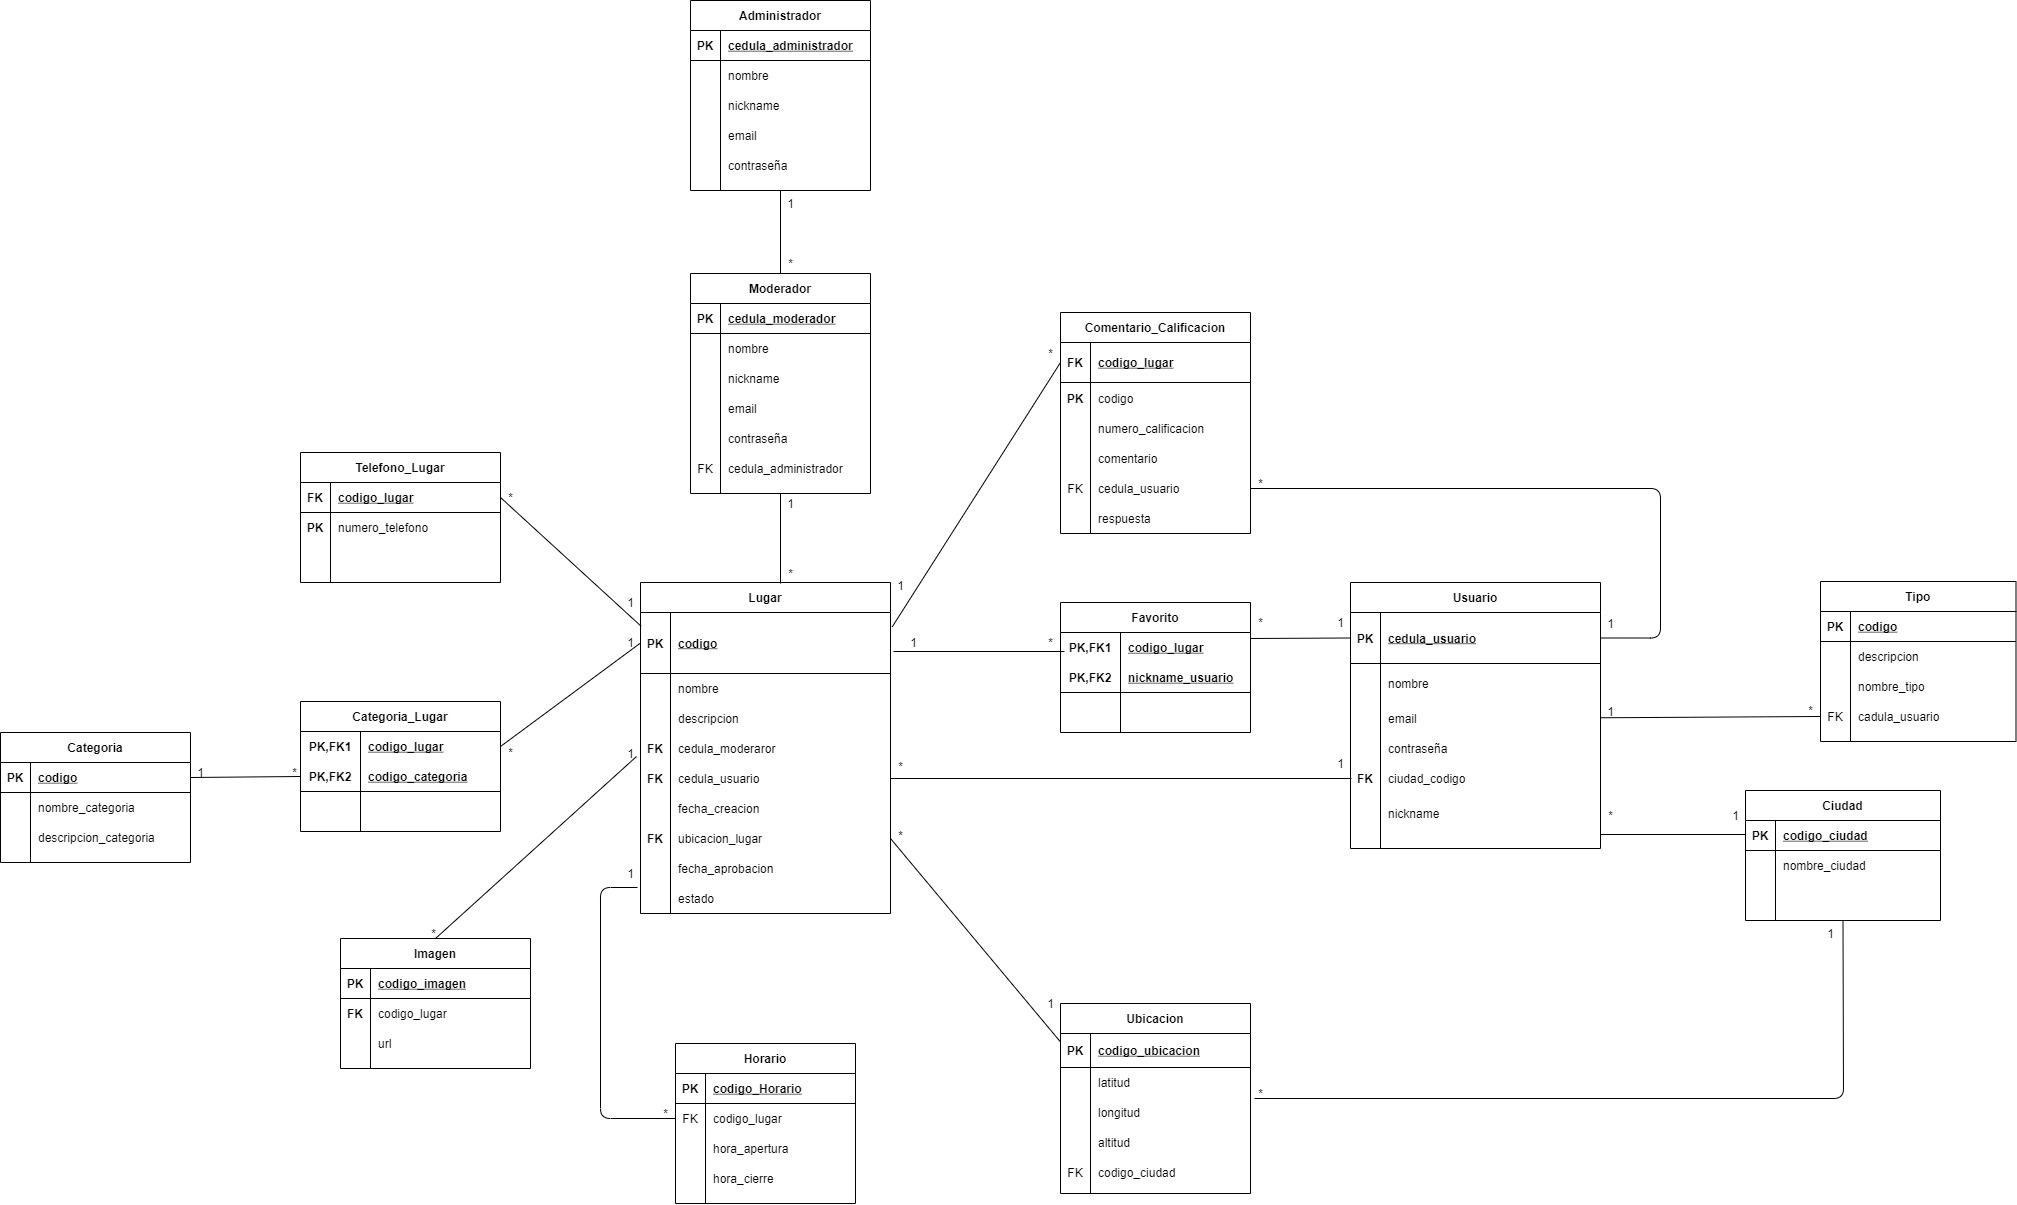 Administrador
PK cedula_administrador
nombre
nickname
email
contraseña
1
*
Moderador
PK cedula_moderador
nombre
nickname
email
contraseña
FK cedula_administrador
1
*
Comentario_Calificacion
FK codigo_lugar
PK codigo
numero_calificacion
comentario
FK cedula_usuario
respuesta
*
*
1
1
Telefono_Lugar
FK codigo_lugar
PK numero_telefono
*
1
Lugar
PK codigo
nombre
descripcion
FK cedula_moderaror
FK cedula_usuario
fecha_creacion
FK ubicacion_lugar
fecha_aprobacion
estado
1
*
Favorito
PK,FK1 codigo_lugar
PK,FK2 nickname_usuario
*
1
Usuario
PK cedula_usuario
nombre
email
contraseña
FK ciudad_codigo
nickname
1
*
Tipo
PK codigo
descripcion
nombre_tipo
FK cadula_usuario
1
*
Categoria_Lugar
PK,FK1 codigo_lugar
PK,FK2 codigo_categoria
Categoria
PK codigo
nombre_categoria
descripcion_categoria
1
*
*
1
*
1
Ciudad
PK codigo_ciudad
nombre_ciudad
1
1
*
Imagen
PK codigo_imagen
FK codigo_lugar
url
1
*
Horario
PK codigo_Horario
FK codigo_lugar
hora_apertura
hora_cierre
*
1
Ubicacion
PK codigo_ubicacion
latitud
longitud
altitud
FK codigo_ciudad
*
1